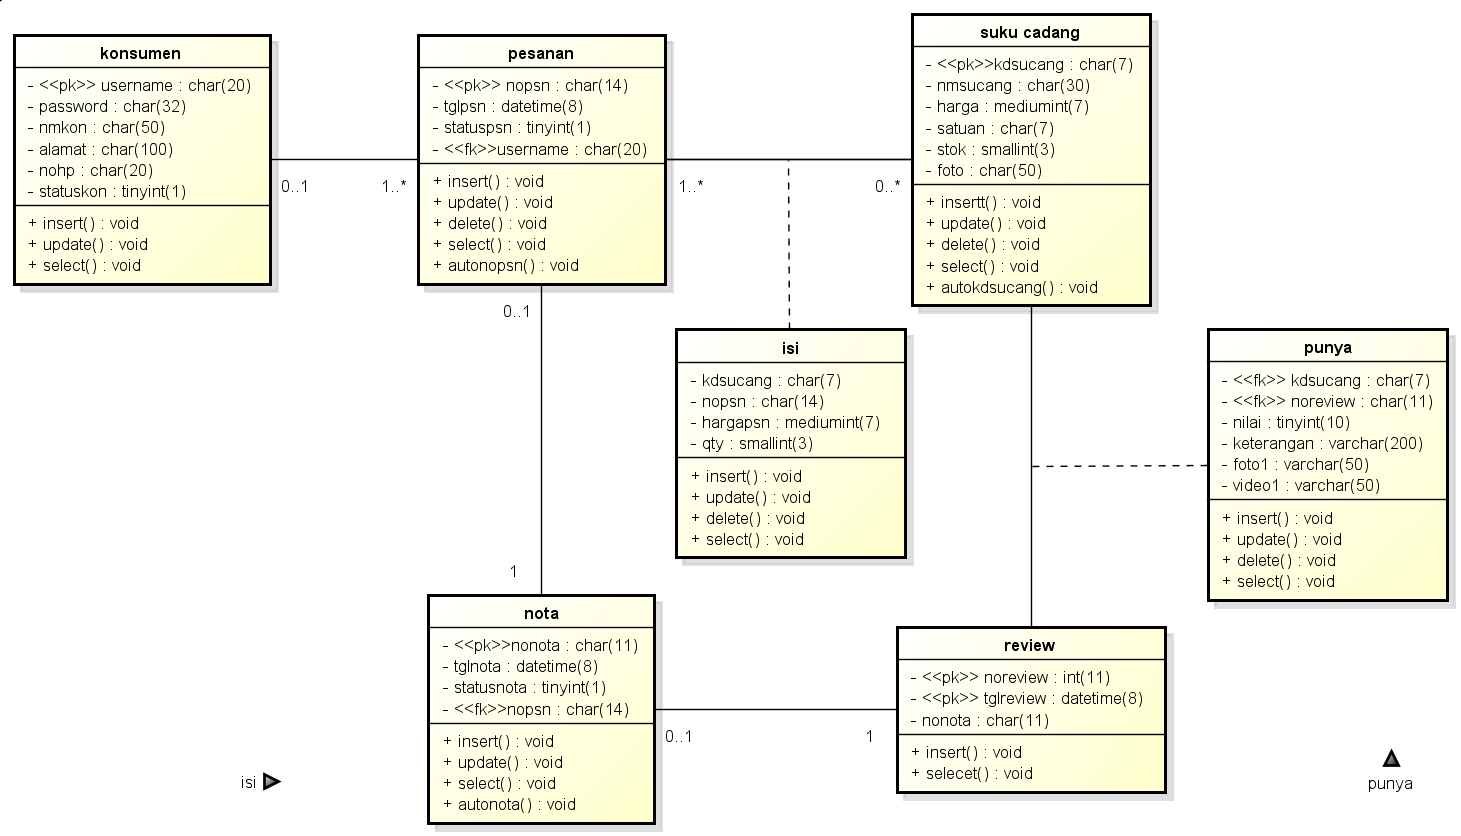 konsumen
- <<pk>> username : char(20)
- password : char(32)
- nmkon : char(50)
- alamat : char(100)
- nohp : char(20)
- statuskon : tinyint(1)
+ insert() : void
+ update() : void
+ select() : void
0..1
1..*
pesanan
- <<pk>> nopsn : char(14)
- tglpsn : datetime(8)
- statuspsn : tinyint(1)
- <<fk>>username : char(20)
+ insert() : void
+ update() : void
+ delete() : void
+ select() : void
+ autonopsn() : void
1..*
0..*
suku cadang
- <<pk>>kdsucang : char(7)
- nmsucang : char(30)
- harga : mediumint(7)
- satuan : char(7)
- stok : smallint(3)
- foto : char(50)
+ insertt() : void
+ update() : void
+ delete() : void
+ select() : void
+ autokdsucang() : void
0..1
1
isi
- kdsucang : char(7)
- nopsn : char(14)
- hargapsn : mediumint(7)
- qty : smallint(3)
+ insert() : void
+ update() : void
+ delete() : void
+ select() : void
punya
- <<fk>> kdsucang : char(7)
- <<fk>> noreview : char(11)
- nilai : tinyint(10)
- keterangan : varchar(200)
- foto1 : varchar(50)
- video1 : varchar(50)
+ insert() : void
+ update() : void
+ delete() : void
+ select() : void
nota
- <<pk>>nonota : char(11)
- tglnota : datetime(8)
- statusnota : tinyint(1)
- <<fk>>nopsn : char(14)
+ insert() : void
+ update() : void
+ select() : void
+ autonota() : void
0..1
1
review
- <<pk>> noreview : int(11)
- <<pk>> tglreview : datetime(8)
- nonota : char(11)
+ insert() : void
+ selecet() : void
isi
punya